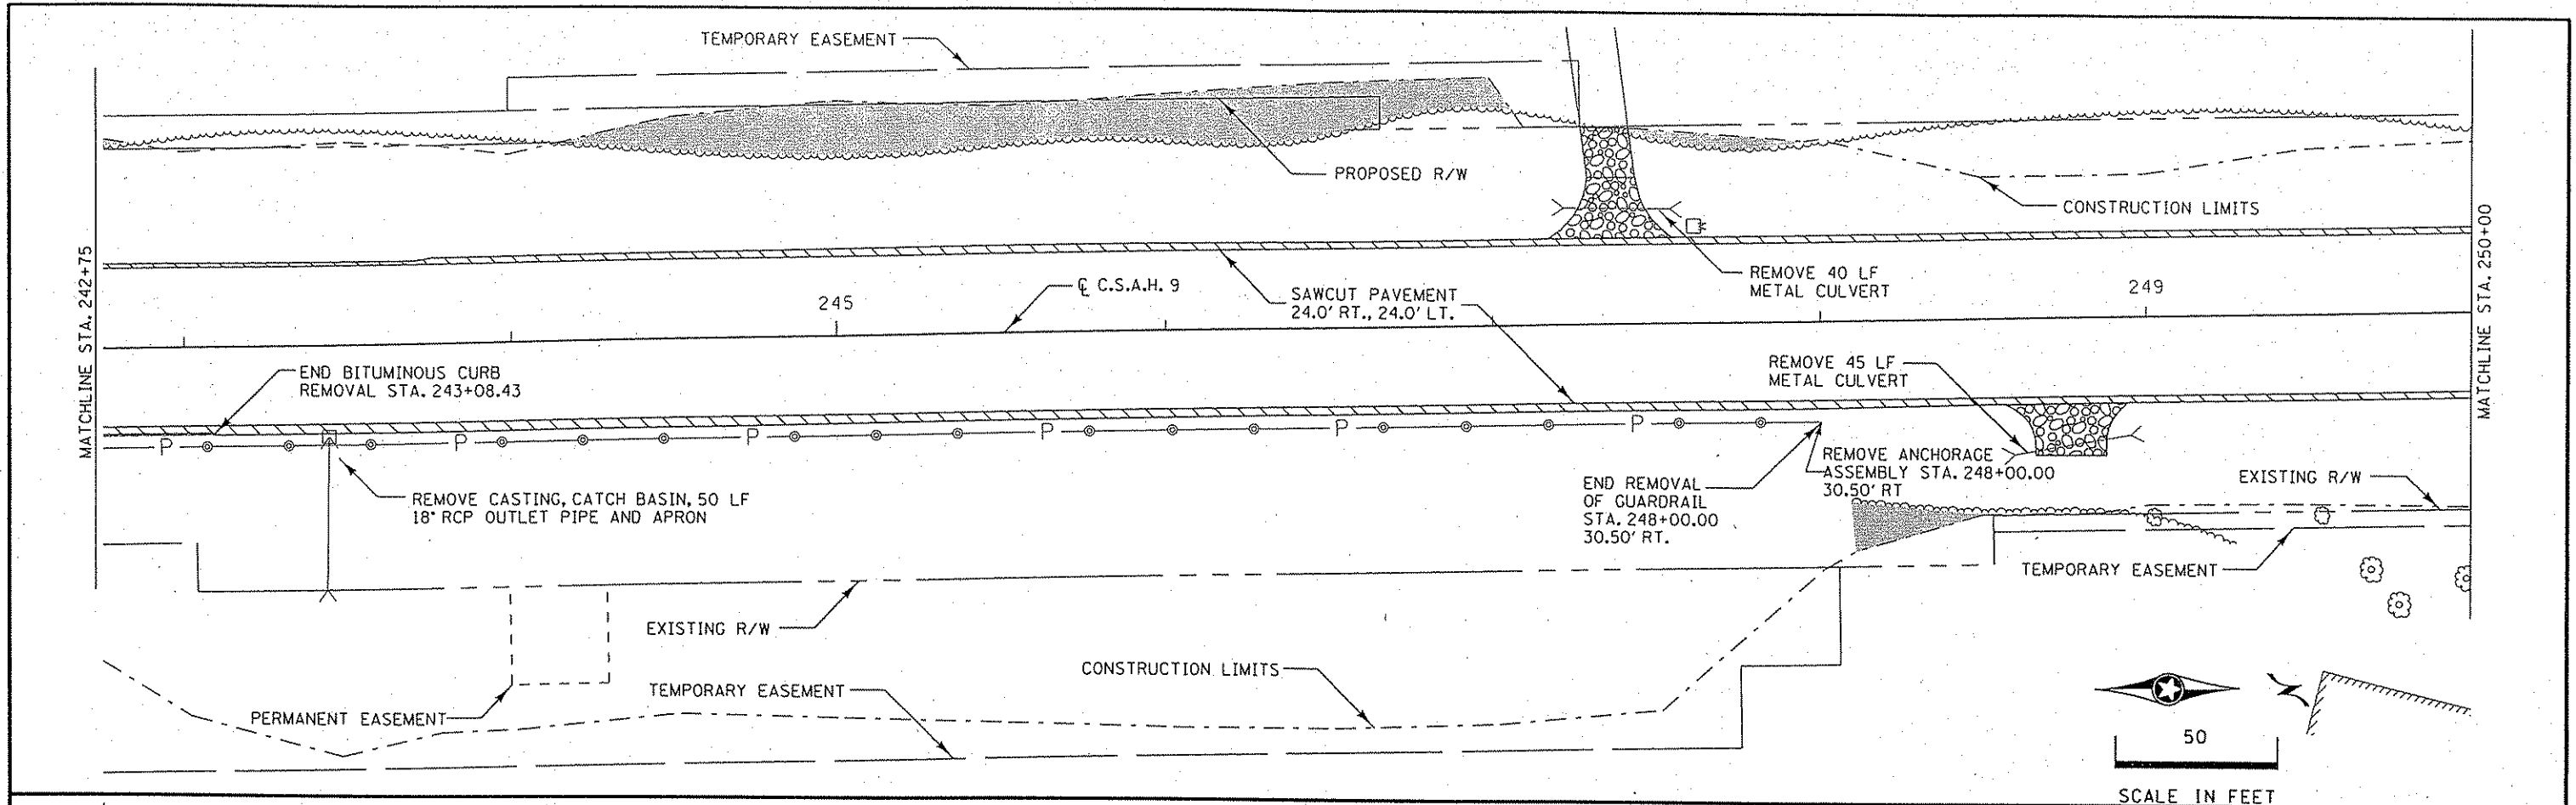 TEMPORARY EASEMENT
PROPOSED R/W
CONSTRUCTION LIMITS
MATCHLINE STA. 242+75
MATCHLINE STA. 250+00
REMOVE 40 LF
METAL CULVERT
℄ C.S.A.H. 9
SAWCUT PAVEMENT
24.0' RT., 24.0' LT.
245
249
END BITUMINOUS CURB
REMOVAL STA. 243+08.43
REMOVE 45 LF
METAL CULVERT
P
P
P
P
P
P
REMOVE CASTING, CATCH BASIN, 50 LF
18" RCP OUTLET PIPE AND APRON
REMOVE ANCHORAGE
ASSEMBLY STA. 248+00.00
30.50' RT
END REMOVAL
OF GUARDRAIL
STA. 248+00.00
30.50' RT.
EXISTING R/W
TEMPORARY EASEMENT
EXISTING R/W
CONSTRUCTION LIMITS
TEMPORARY EASEMENT
PERMANENT EASEMENT
50
SCALE IN FEET